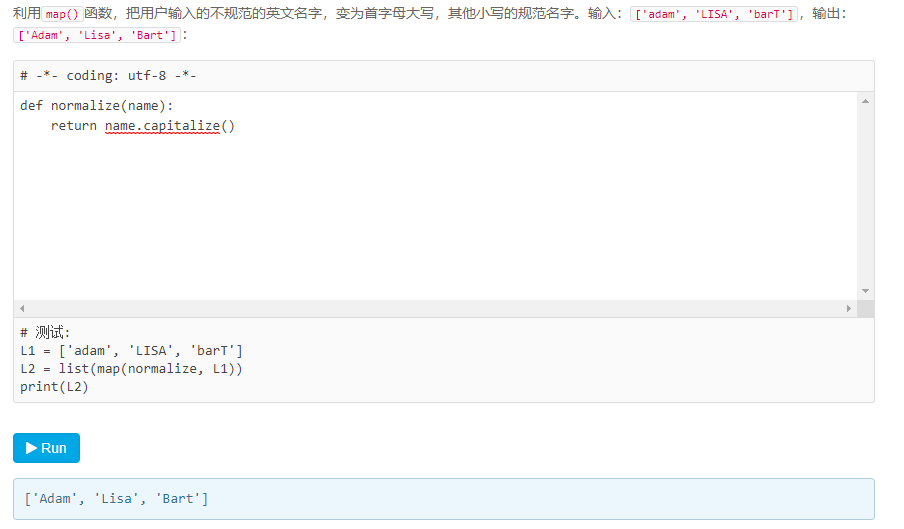 利用map()函数，把用户输入的不规范的英文名字，变为首字母大写，其他小写的规范名字。输入：['adam', 'LISA', 'barT']，输出：
['Adam', 'Lisa', 'Bart']：
# -*- coding: utf-8 -*-
def normalize(name):
    return name.capitalize()
# 测试:
L1 = ['adam', 'LISA', 'barT']
L2 = list(map(normalize, L1))
print(L2)
Run
['Adam', 'Lisa', 'Bart']